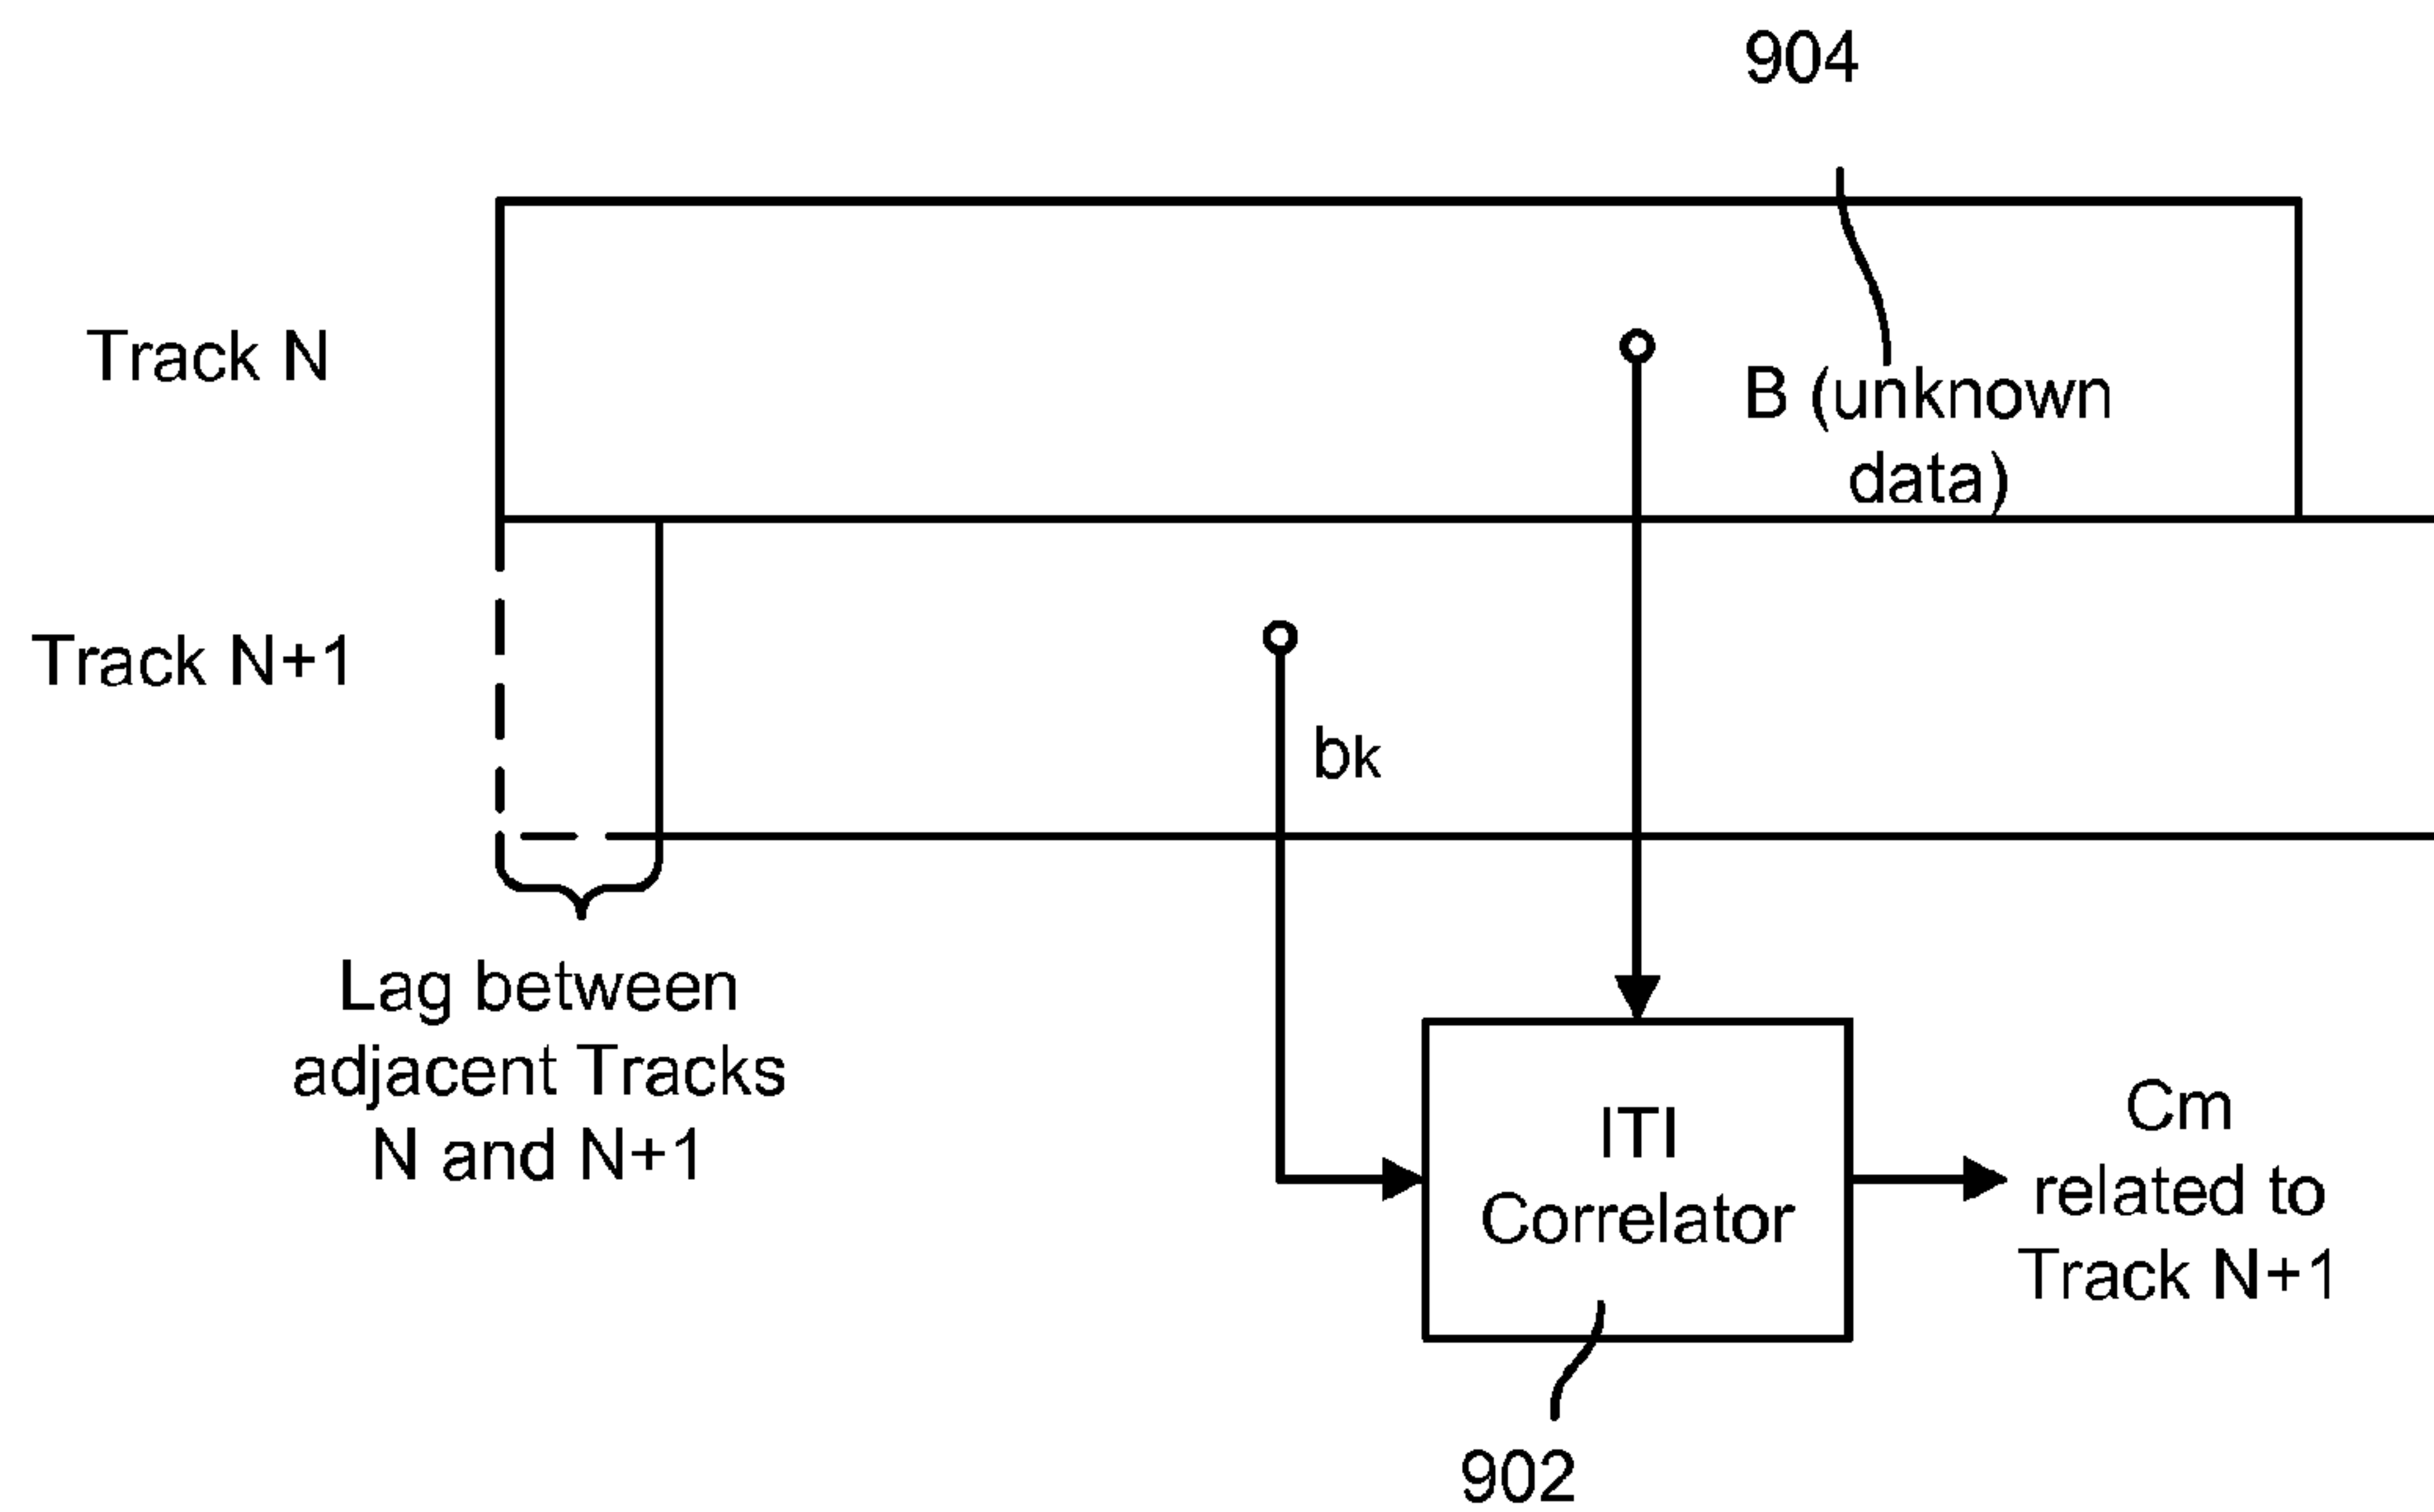 904
Track N
B (unknown
data)
Track N+1
bk
Lag between
adjacent Tracks
N and N+1
ITI
Correlator
Cm
related to
Track N+1
902